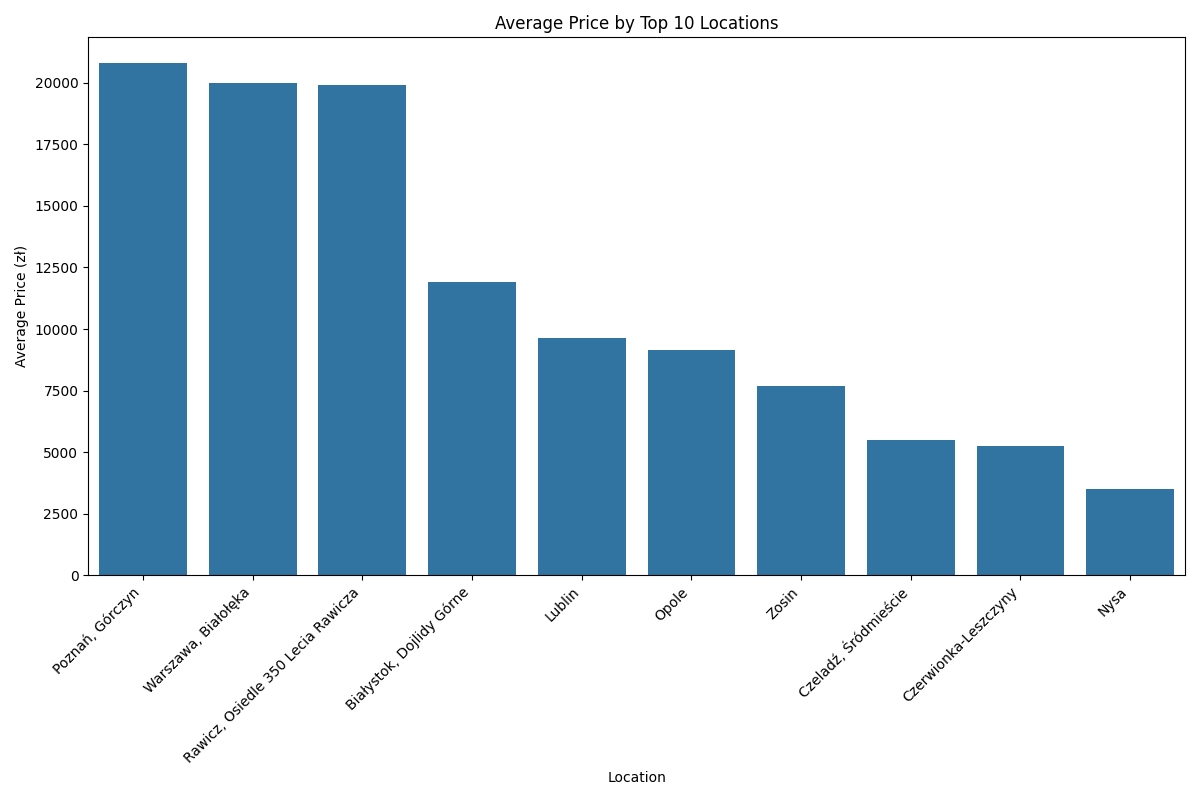 Average Price by Top 10 Locations
Average Price (zł)
20000
17500
15000
12500
10000
7500
5000
2500
0
Poznań, Górczyn
Warszawa, Białołęka
Rawicz, Osiedle 350 Lecia Rawicza
Białystok, Dojlidy Górne
Lublin
Opole
Zosin
Czeladź, Śródmieście
Czerwionka-Leszczyny
Nysa
Location